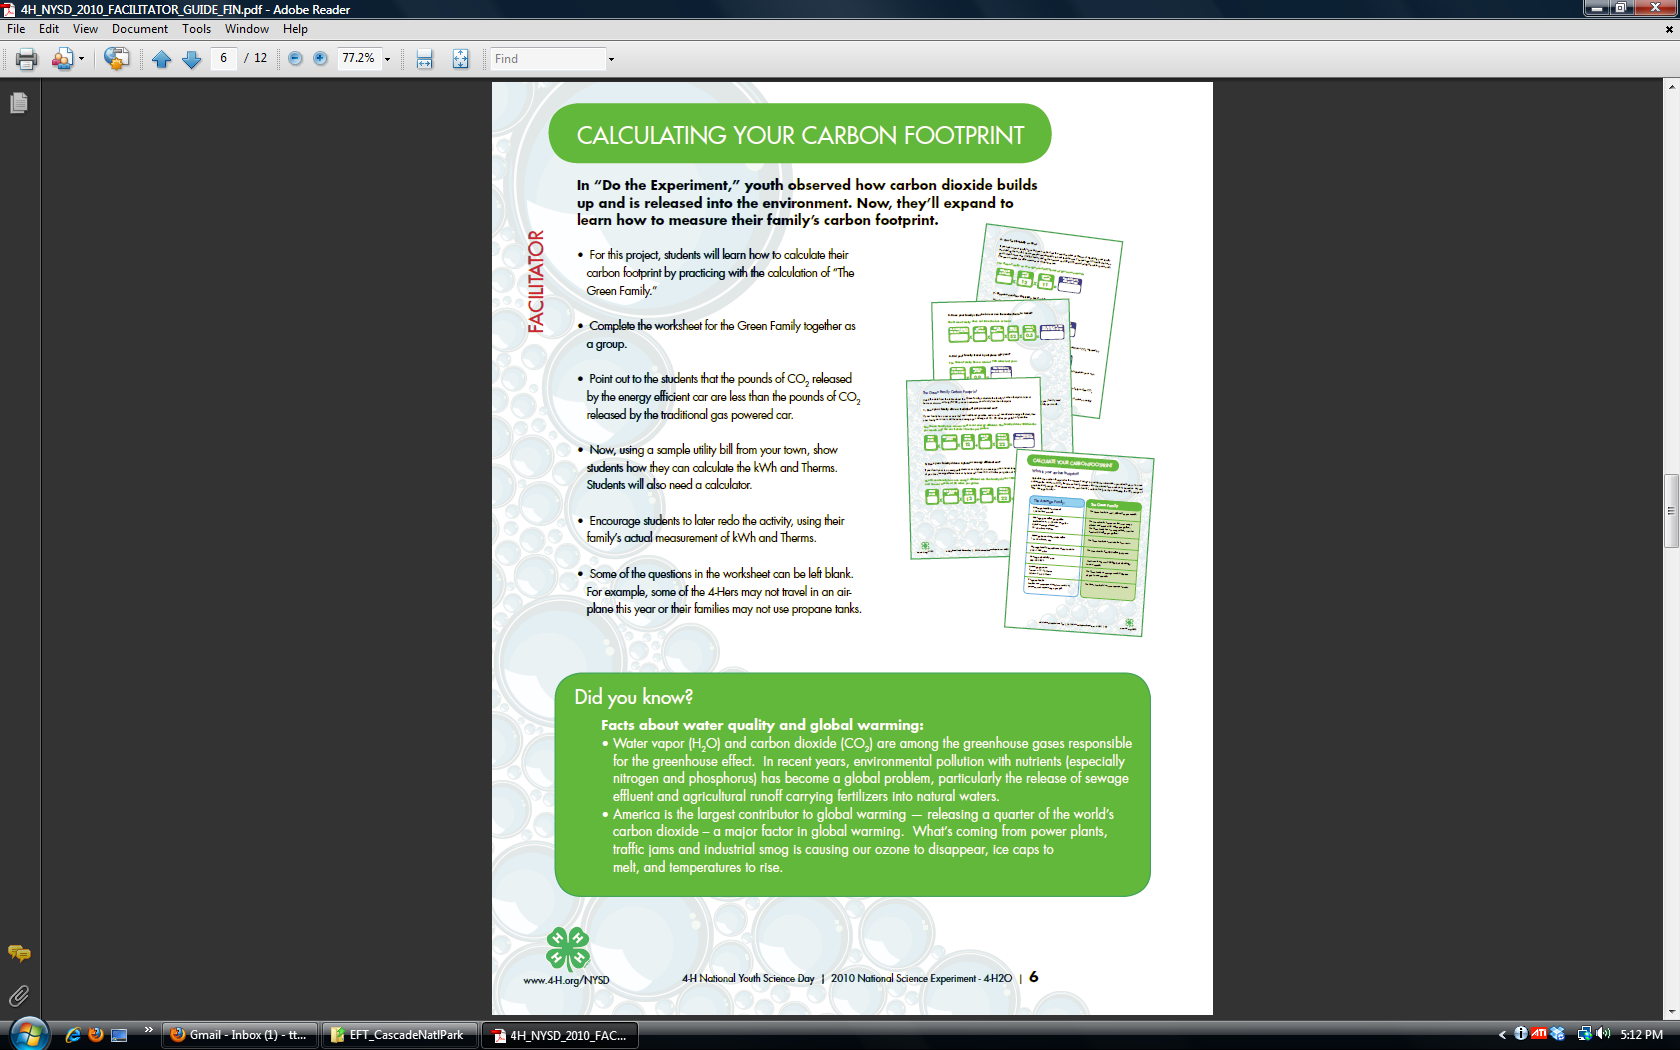 4H_NYSD_2010_FACILITATOR_GUIDE_FIN.pdf - Adobe Reader
File Edit View Document Tools Window Help
6 / 12 77.2% Find
CALCULATING YOUR CARBON FOOTPRINT
In “Do the Experiment,” youth observed how carbon dioxide builds
up and is released into the environment. Now, they’ll expand to
learn how to measure their family’s carbon footprint.
FACILITATOR
• For this project, students will learn how to calculate their
carbon footprint by practicing with the calculation of “The
Green Family.”
• Complete the worksheet for the Green Family together as
a group.
• Point out to the students that the pounds of CO2 released
by the energy efficient car are less than the pounds of CO2
released by the traditional gas powered car.
• Now, using a sample utility bill from your town, show
students how they can calculate the kWh and Therms.
Students will also need a calculator.
• Encourage students to later redo the activity, using their
family’s actual measurement of kWh and Therms.
• Some of the questions in the worksheet can be left blank.
For example, some of the 4-Hers may not travel in an air-
plane this year or their families may not use propane tanks.
CALCULATE YOUR CARBON FOOTPRINT
Did you know?
Facts about water quality and global warming:
• Water vapor (H2O) and carbon dioxide (CO2) are among the greenhouse gases responsible
for the greenhouse effect. In recent years, environmental pollution with nutrients (especially
nitrogen and phosphorus) has become a global problem, particularly the release of sewage
effluent and agricultural runoff carrying fertilizers into natural waters.
• America is the largest contributor to global warming — releasing a quarter of the world’s
carbon dioxide – a major factor in global warming. What’s coming from power plants,
traffic jams and industrial smog is causing our ozone to disappear, ice caps to
melt, and temperatures to rise.
H H H H
www.4-H.org/NYSD
4-H National Youth Science Day | 2010 National Science Experiment - 4-H2O | 6
Gmail - Inbox (1) - tt...
EFT_CascadeNatlPark
4H_NYSD_2010_FAC...
ATI
5:12 PM